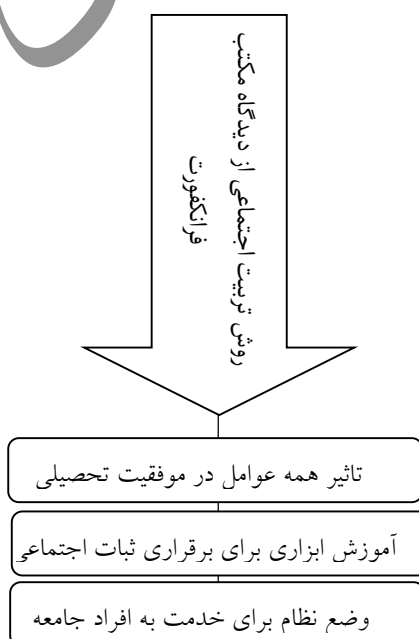 روش تربیت اجتماعی از دیدگاه مکتب
فرانکفورت
تاثیر همه عوامل در موفقیت تحصیلی
آموزش ابزاری برای برقراری ثبات اجتماعی
وضع نظام برای خدمت به افراد جامعه